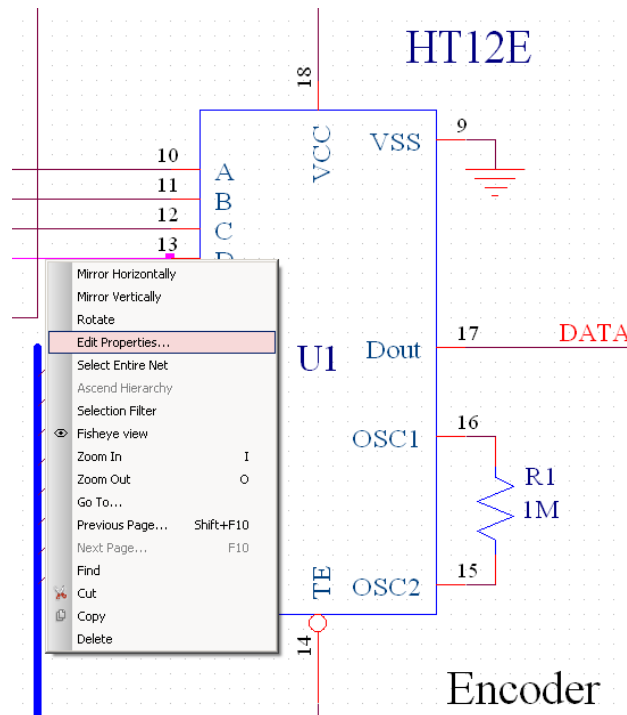 HT12E
18
VCC
VSS
9
10
A
11
B
12
C
13
Mirror Horizontally
Mirror Vertically
Rotate
Edit Properties...
Select Entire Net
Ascend Hierarchy
Selection Filter
Fisheye view
Zoom In I
Zoom Out O
Go To...
Previous Page... Shift+F10
Next Page... F10
Find
Cut
Copy
Delete
U1
Dout
17
DATA
OSC1
16
R1
1M
OSC2
15
TE
14
Encoder